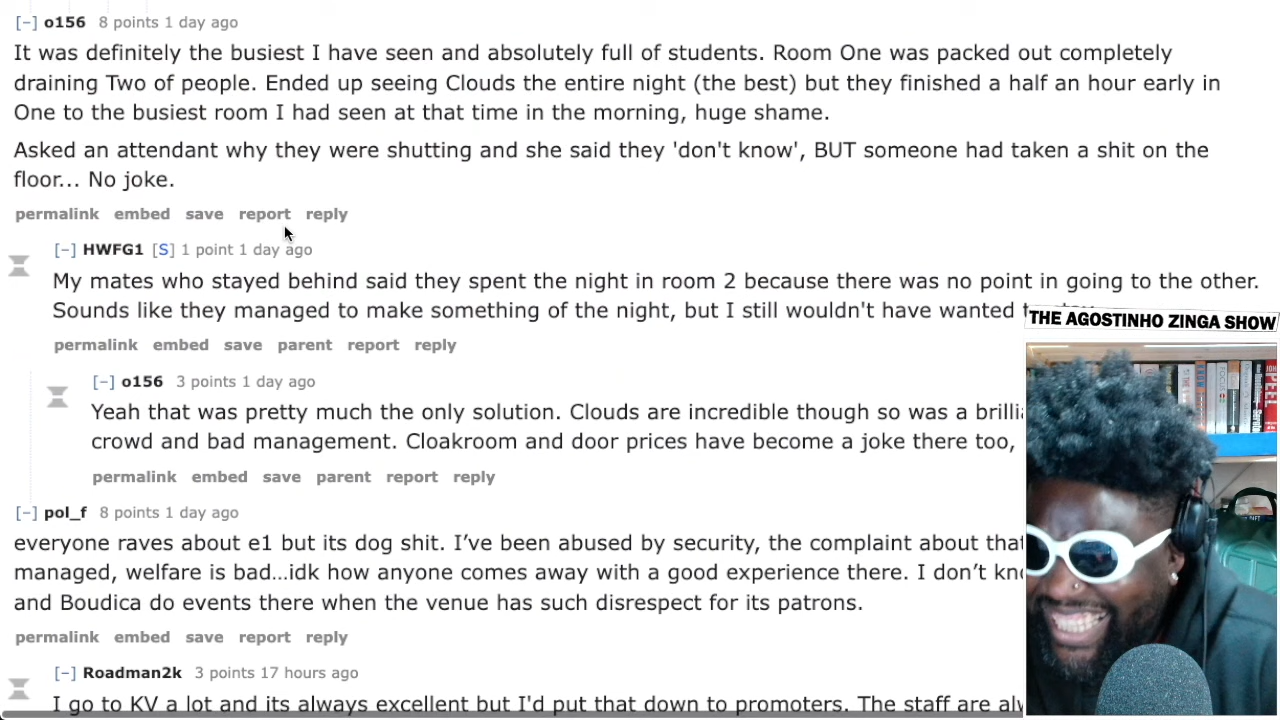 [–] o156 8 points 1 day ago
It was definitely the busiest I have seen and absolutely full of students. Room One was packed out completely
draining Two of people. Ended up seeing Clouds the entire night (the best) but they finished a half an hour early in
One to the busiest room I had seen at that time in the morning, huge shame.
Asked an attendant why they were shutting and she said they 'don't know', BUT someone had taken a shit on the
floor... No joke.
permalink embed save report reply
[–] HWFG1 [S] 1 point 1 day ago
My mates who stayed behind said they spent the night in room 2 because there was no point in going to the other.
Sounds like they managed to make something of the night, but I still wouldn't have wanted
permalink embed save parent report reply
THE AGOSTINHO ZINGA SHOW
[–] o156 3 points 1 day ago
Yeah that was pretty much the only solution. Clouds are incredible though so was a
crowd and bad management. Cloakroom and door prices have become a joke there too,
permalink embed save parent report reply
[–] pol_f 8 points 1 day ago
everyone raves about e1 but its dog shit. I’ve been abused by security, the complaint about that
managed, welfare is bad...idk how anyone comes away with a good experience there. I don’t
and Boudica do events there when the venue has such disrespect for its patrons.
permalink embed save report reply
[–] Roadman2k 3 points 17 hours ago
I go to KV a lot and its always excellent but I'd put that down to promoters. The staff are